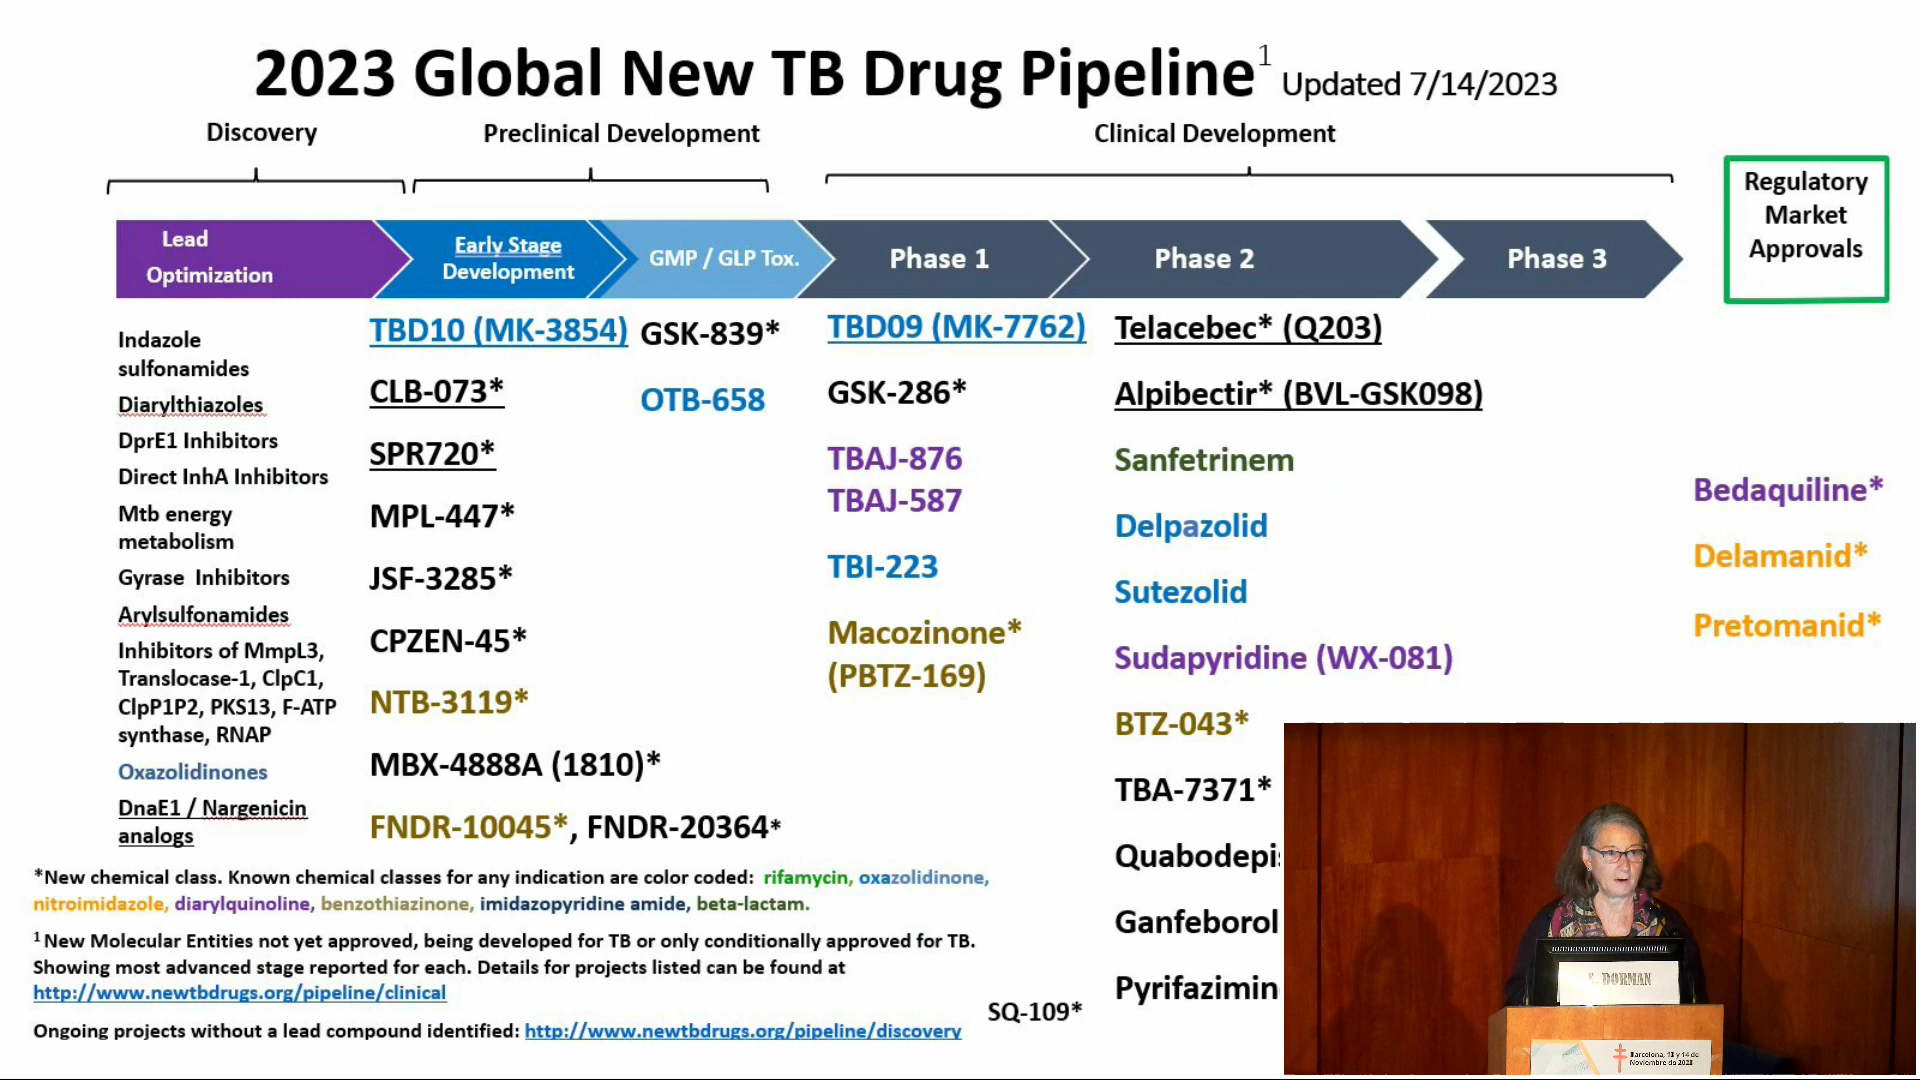 2023 Global New TB Drug Pipeline1 Updated 7/14/2023
Discovery
Preclinical Development
Clinical Development
Regulatory
Market
Approvals
Lead
Optimization
Early Stage
Development
GMP / GLP Tox.
Phase 1
Phase 2
Phase 3
Indazole
sulfonamides
Diarylthiazoles
DprE1 Inhibitors
Direct InhA Inhibitors
Mtb energy
metabolism
Gyrase Inhibitors
Arylsulfonamides
Inhibitors of MmpL3,
Translocase-1, ClpC1,
ClpP1P2, PKS13, F-ATP
synthase, RNAP
Oxazolidinones
DnaE1 / Nargenicin
analogs
TBD10 (MK-3854)
CLB-073*
SPR720*
MPL-447*
JSF-3285*
CPZEN-45*
NTB-3119*
MBX-4888A (1810)*
FNDR-10045*, FNDR-20364*
GSK-839*
OTB-658
TBD09 (MK-7762)
GSK-286*
TBAJ-876
TBAJ-587
TBI-223
Macozinone*
(PBTZ-169)
Telacebec* (Q203)
Alpibectir* (BVL-GSK098)
Sanfetrinem
Delpazolid
Sutezolid
Sudapyridine (WX-081)
BTZ-043*
TBA-7371*
Quabodepi
Ganfeborol
Pyrifazimin
SQ-109*
Bedaquiline*
Delamanid*
Pretomanid*
*New chemical class. Known chemical classes for any indication are color coded: rifamycin, oxazolidinone,
nitroimidazole, diarylquinoline, benzothiazinone, imidazopyridine amide, beta-lactam.
1 New Molecular Entities not yet approved, being developed for TB or only conditionally approved for TB.
Showing most advanced stage reported for each. Details for projects listed can be found at
http://www.newtbdrugs.org/pipeline/clinical
Ongoing projects without a lead compound identified: http://www.newtbdrugs.org/pipeline/discovery
DORMAN
Barcelona, 13 y 14 de
Noviembre de 2023